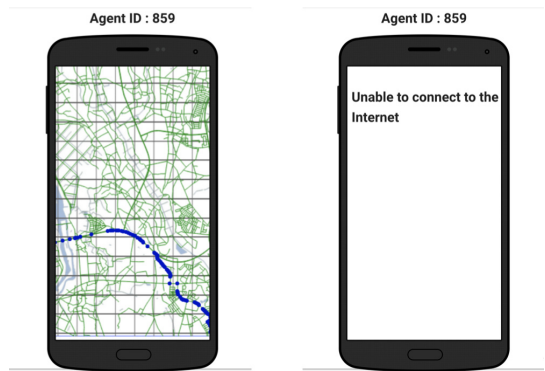 Agent ID : 859
Agent ID : 859
Unable to connect to the
Internet